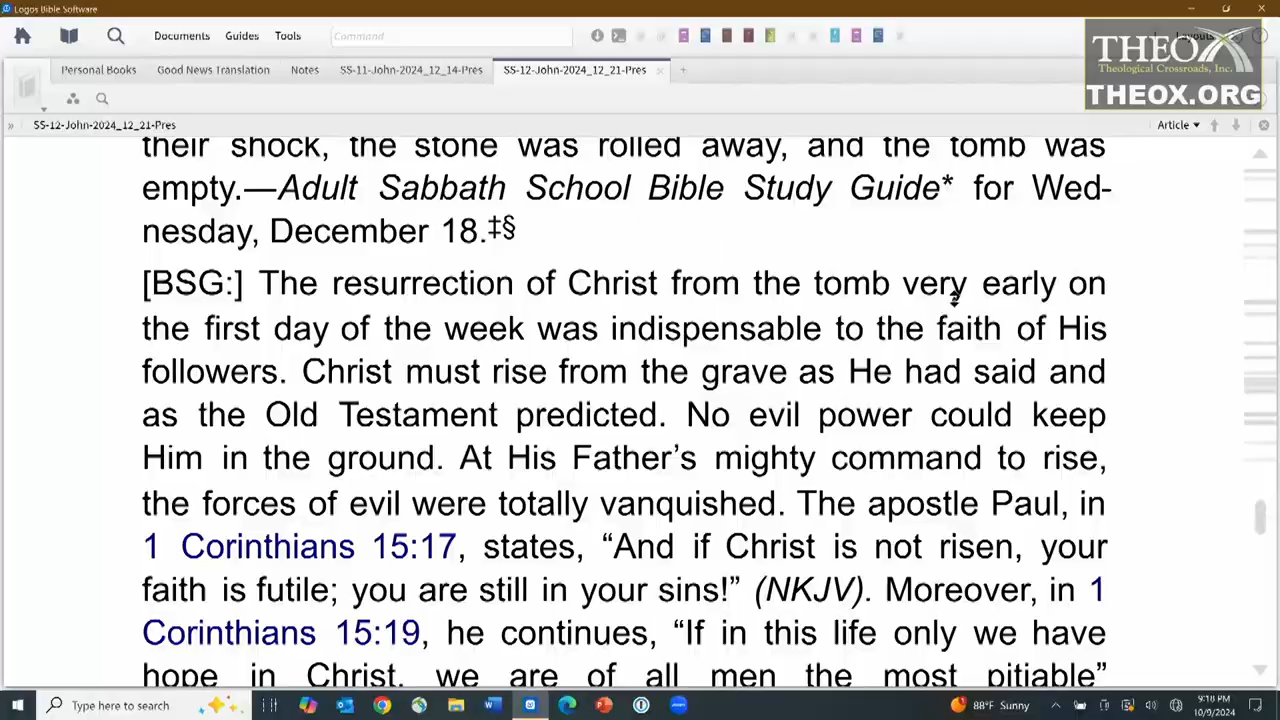 Logos Bible Software
Documents Guides Tools Command
THEOX
Theological Crossroads, Inc.
THEOX.ORG
Personal Books Good News Translation Notes SS-11-John-2024_12_14-Pres SS-12-John-2024_12_21-Pres
SS-12-John-2024_12_21-Pres Article
their shock, the stone was rolled away, and the tomb was
empty.—Adult Sabbath School Bible Study Guide* for Wed-
nesday, December 18.‡§
[BSG:] The resurrection of Christ from the tomb very early on
the first day of the week was indispensable to the faith of His
followers. Christ must rise from the grave as He had said and
as the Old Testament predicted. No evil power could keep
Him in the ground. At His Father’s mighty command to rise,
the forces of evil were totally vanquished. The apostle Paul, in
1 Corinthians 15:17, states, “And if Christ is not risen, your
faith is futile; you are still in your sins!” (NKJV). Moreover, in 1
Corinthians 15:19, he continues, “If in this life only we have
hope in Christ, we are of all men the most pitiable”
Type here to search
88°F Sunny
9:18 PM
10/9/2024